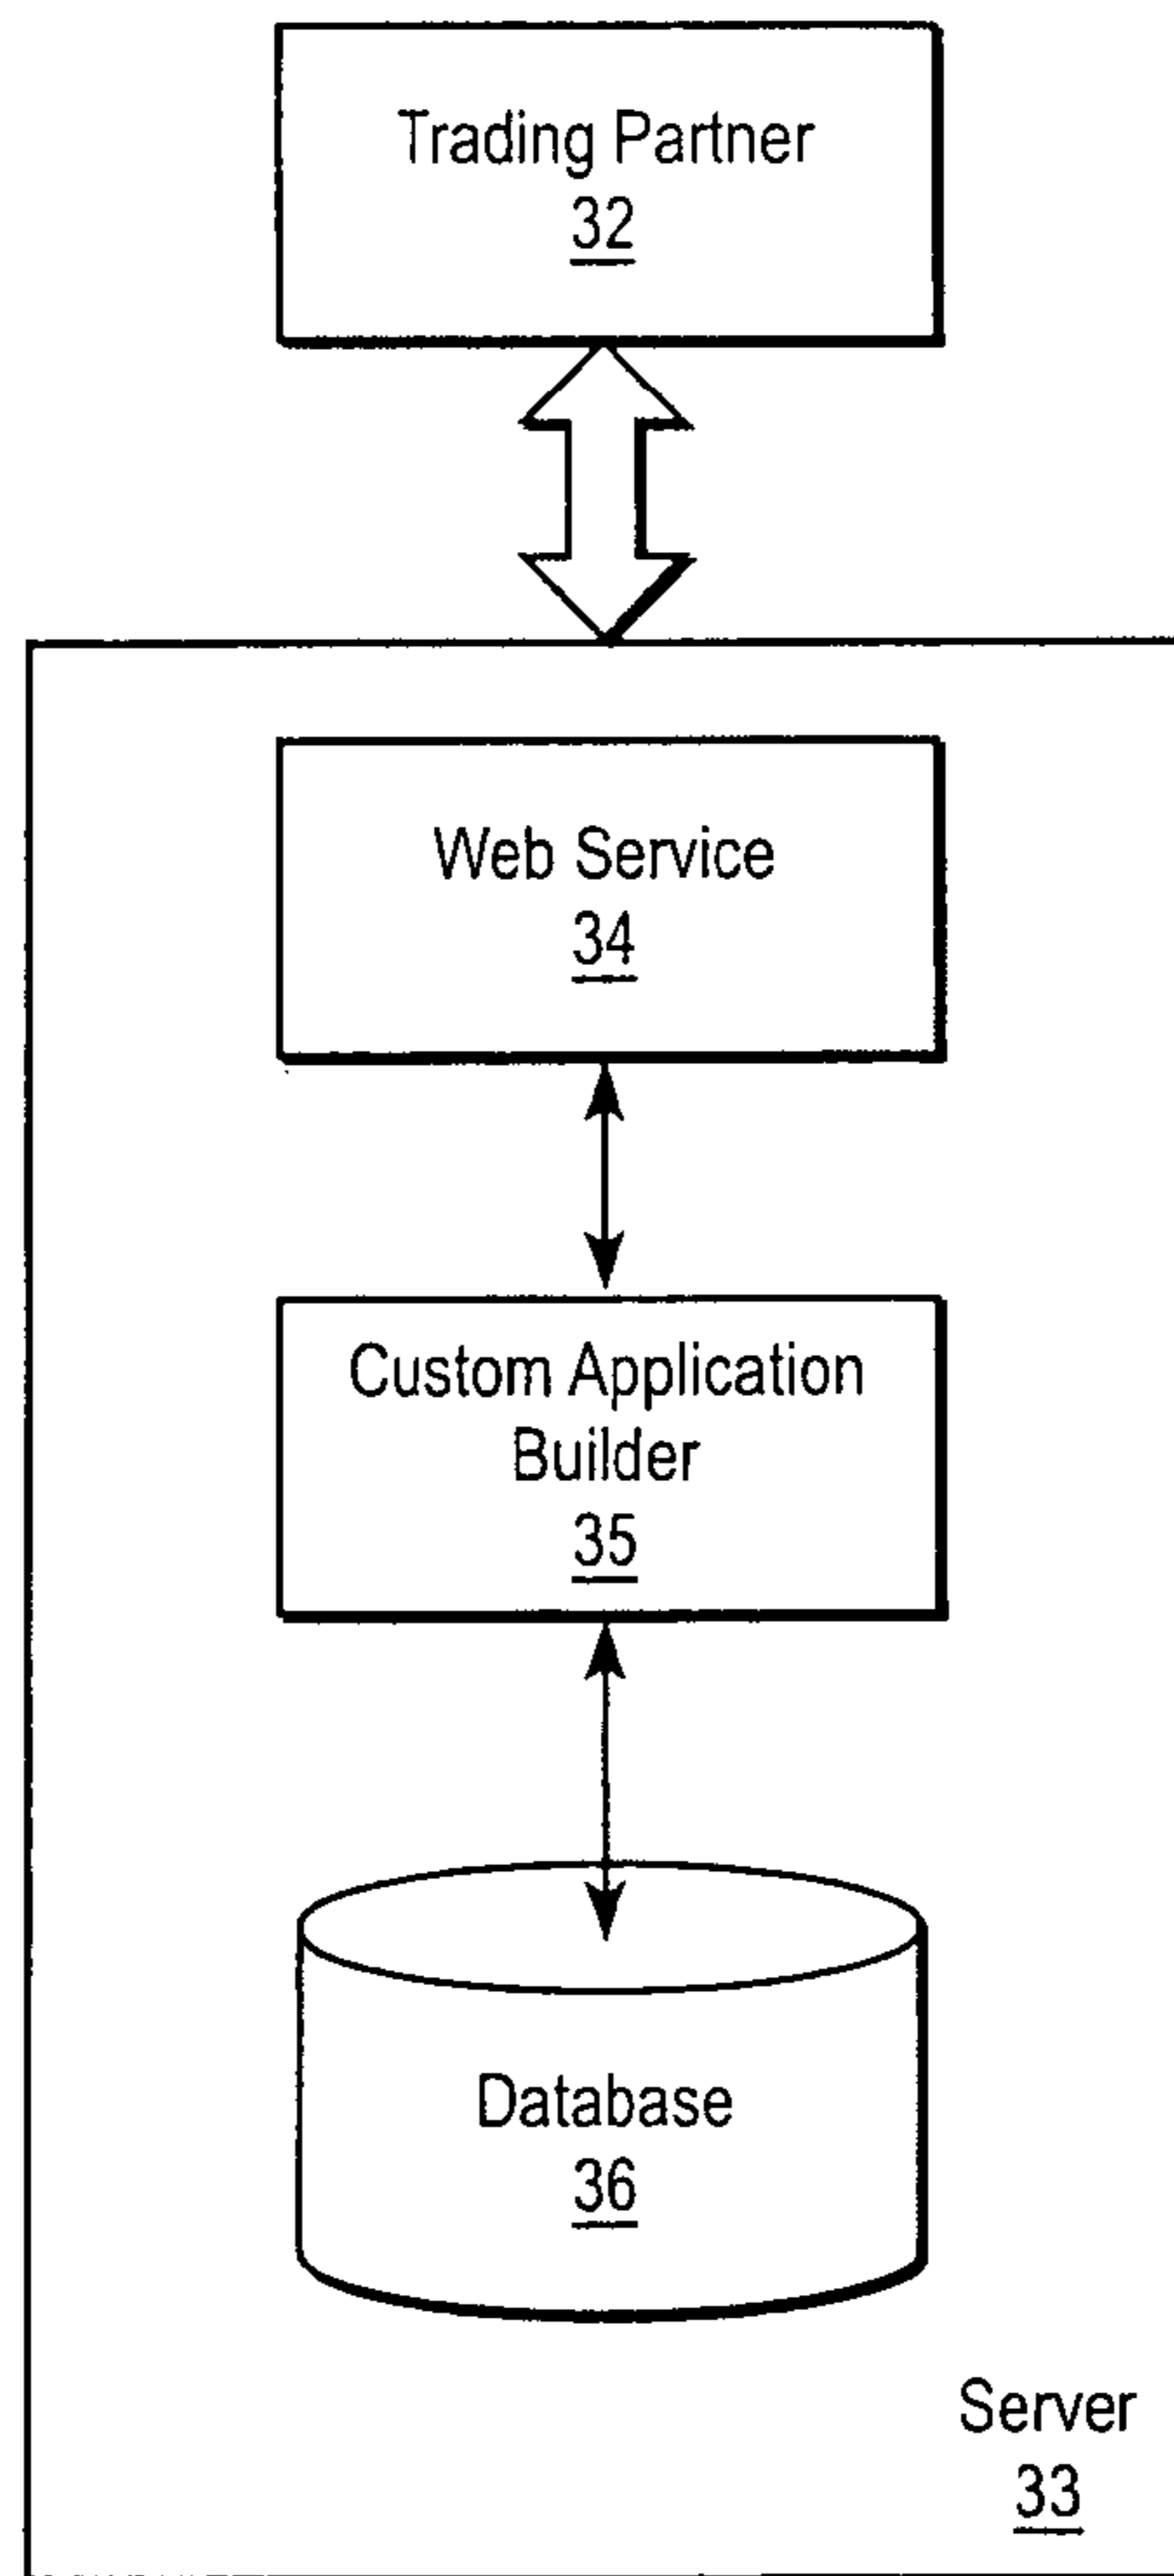 Trading Partner
32
Web Service
34
Custom Application
Builder
35
Database
36
Server
33